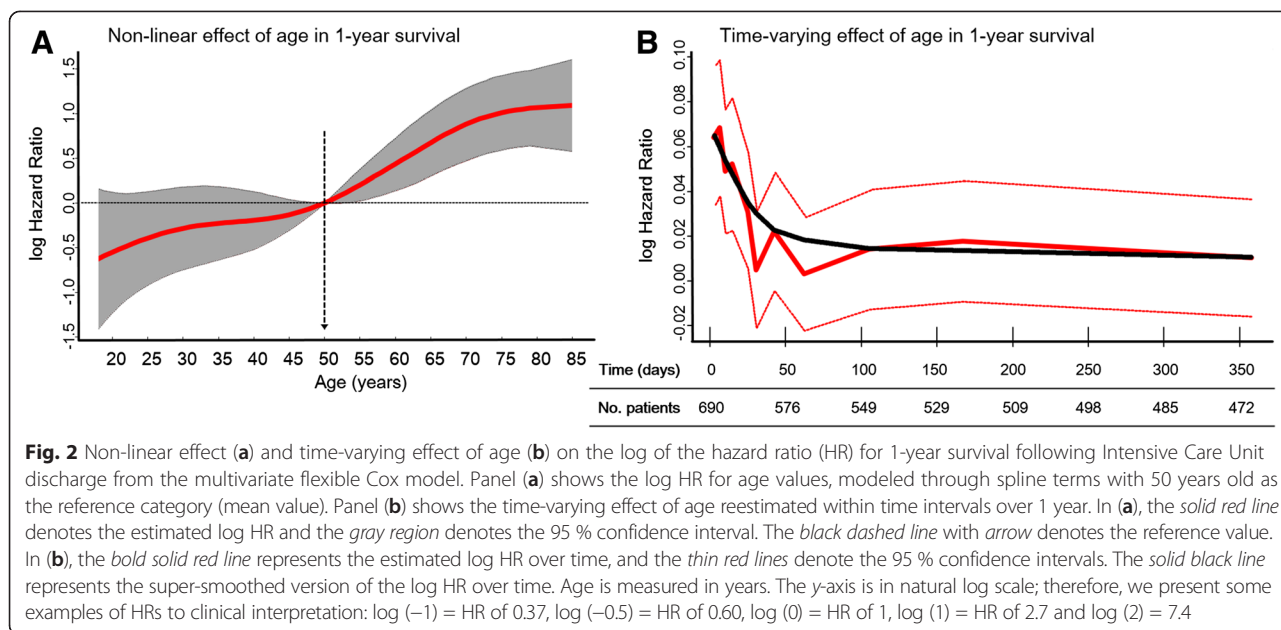 A
Non-linear effect of age in 1-year survival
log Hazard Ratio
1.5
1.0
0.5
0.0
-0.5
-1.0
-1.5
20 25 30 35 40 45 50 55 60 65 70 75 80 85
Age (years)
B
Time-varying effect of age in 1-year survival
log Hazard Ratio
0.10
0.08
0.06
0.04
0.02
0.00
-0.02
Time (days) 0 50 100 150 200 250 300 350
No. patients 690 576 549 529 509 498 485 472
Fig. 2 Non-linear effect (a) and time-varying effect of age (b) on the log of the hazard ratio (HR) for 1-year survival following Intensive Care Unit
discharge from the multivariate flexible Cox model. Panel (a) shows the log HR for age values, modeled through spline terms with 50 years old as
the reference category (mean value). Panel (b) shows the time-varying effect of age reestimated within time intervals over 1 year. In (a), the solid red line
denotes the estimated log HR and the gray region denotes the 95 % confidence interval. The black dashed line with arrow denotes the reference value.
In (b), the bold solid red line represents the estimated log HR over time, and the thin red lines denote the 95 % confidence intervals. The solid black line
represents the super-smoothed version of the log HR over time. Age is measured in years. The y-axis is in natural log scale; therefore, we present some
examples of HRs to clinical interpretation: log (−1) = HR of 0.37, log (−0.5) = HR of 0.60, log (0) = HR of 1, log (1) = HR of 2.7 and log (2) = 7.4